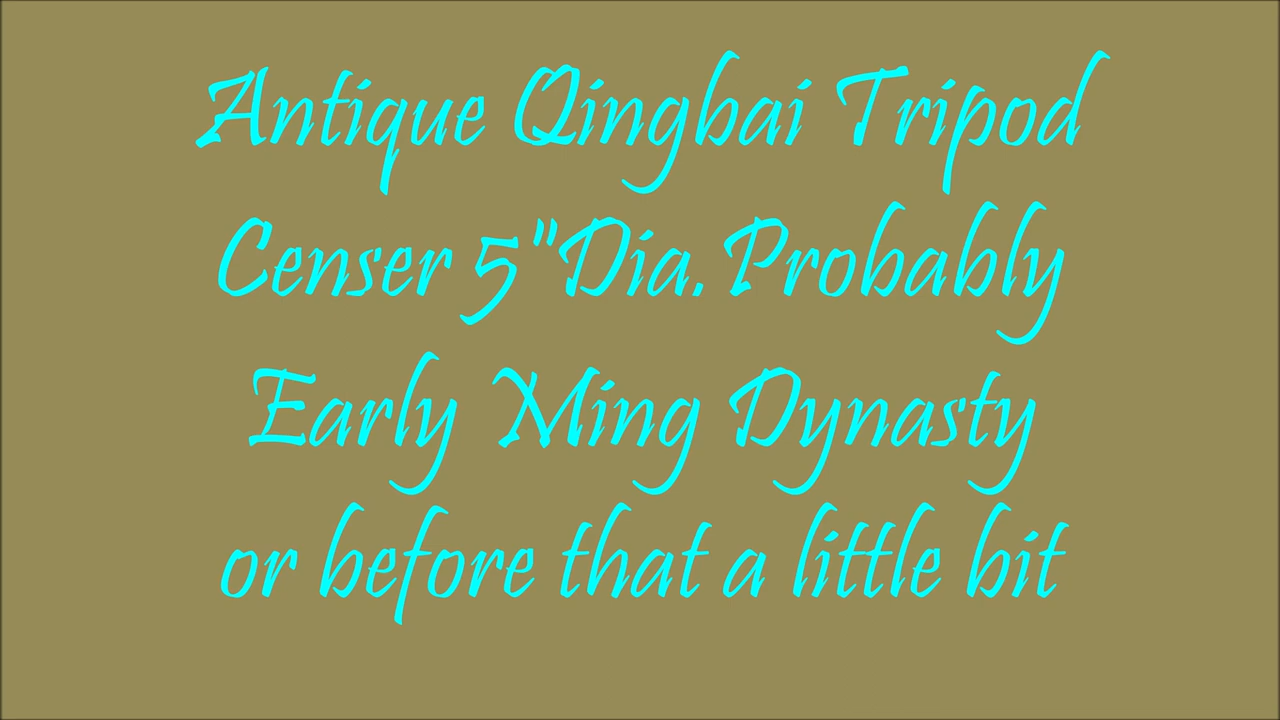 Antique Qingbai Tripod
Censer 5"Dia. Probably
Early Ming Dynasty
or before that a little bit